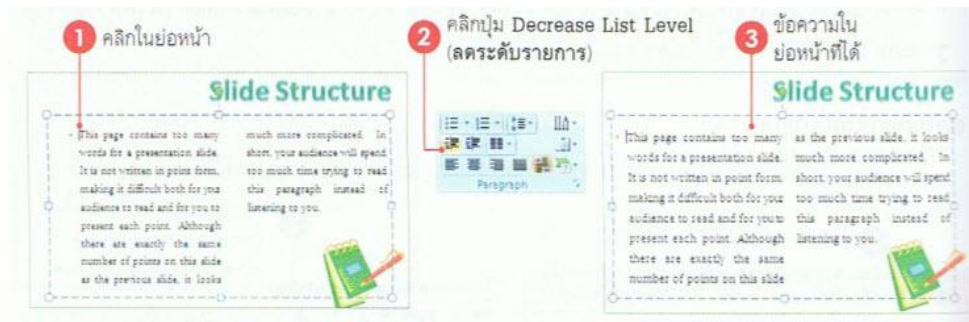 1 คลิกในย่อหน้า
2 คลิกปุ่ม Decrease List Level
(ลดระดับรายการ)
3 ข้อความใน
ย่อหน้าที่ได้
Slide Structure
This page contains too many
words for a presentation slide.
It is not written in point form,
making it difficult both for your
audience to read and for you to
present each point. Although
there are exactly the same
number of points on this slide
as the previous slide, it looks
much more complicated. In
short, your audience will spend
too much time trying to read
this paragraph instead of
listening to you.
Paragraph
Slide Structure
This page contains too many
words for a presentation slide.
It is not written in point form,
making it difficult both for your
audience to read and for you to
present each point. Although
there are exactly the same
number of points on this slide
as the previous slide, it looks
much more complicated. In
short, your audience will spend
too much time trying to read
this paragraph instead of
listening to you.